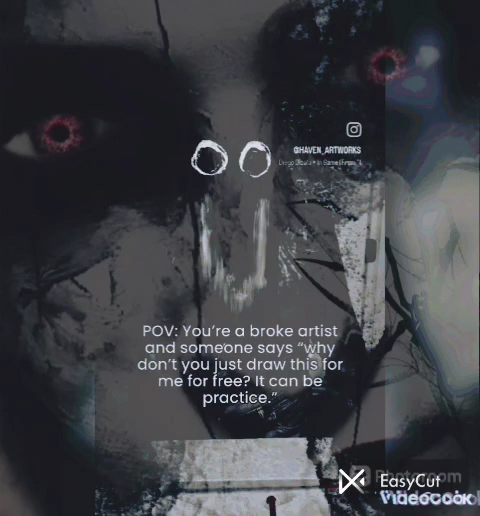 @HAVEN_ARTWORKS
POV: You’re a broke artist
and someone says “why
don’t you just draw this for
me for free? It can be
practice.”
Photoroom
EasyCut